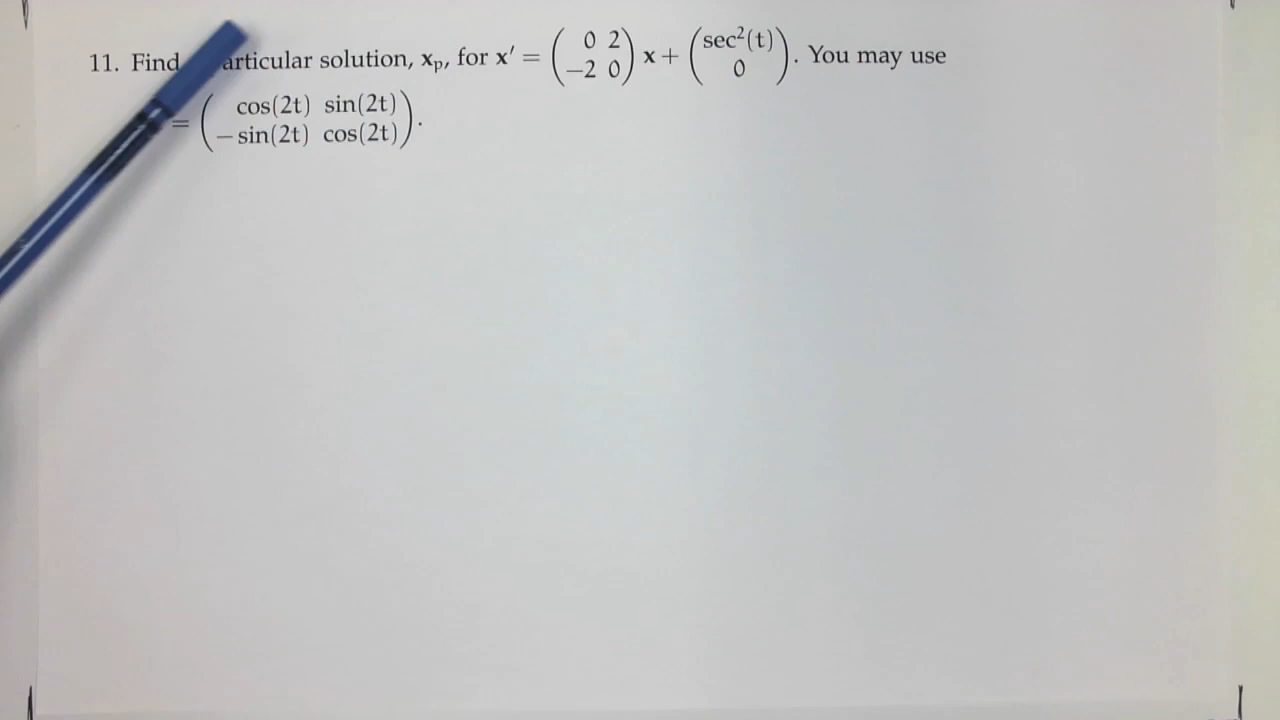 11. Find articular solution, xₚ, for x′ = ( 0 2 −2 0 ) x + ( sec²(t) 0 ). You may use
= ( cos(2t) sin(2t) − sin(2t) cos(2t) ).